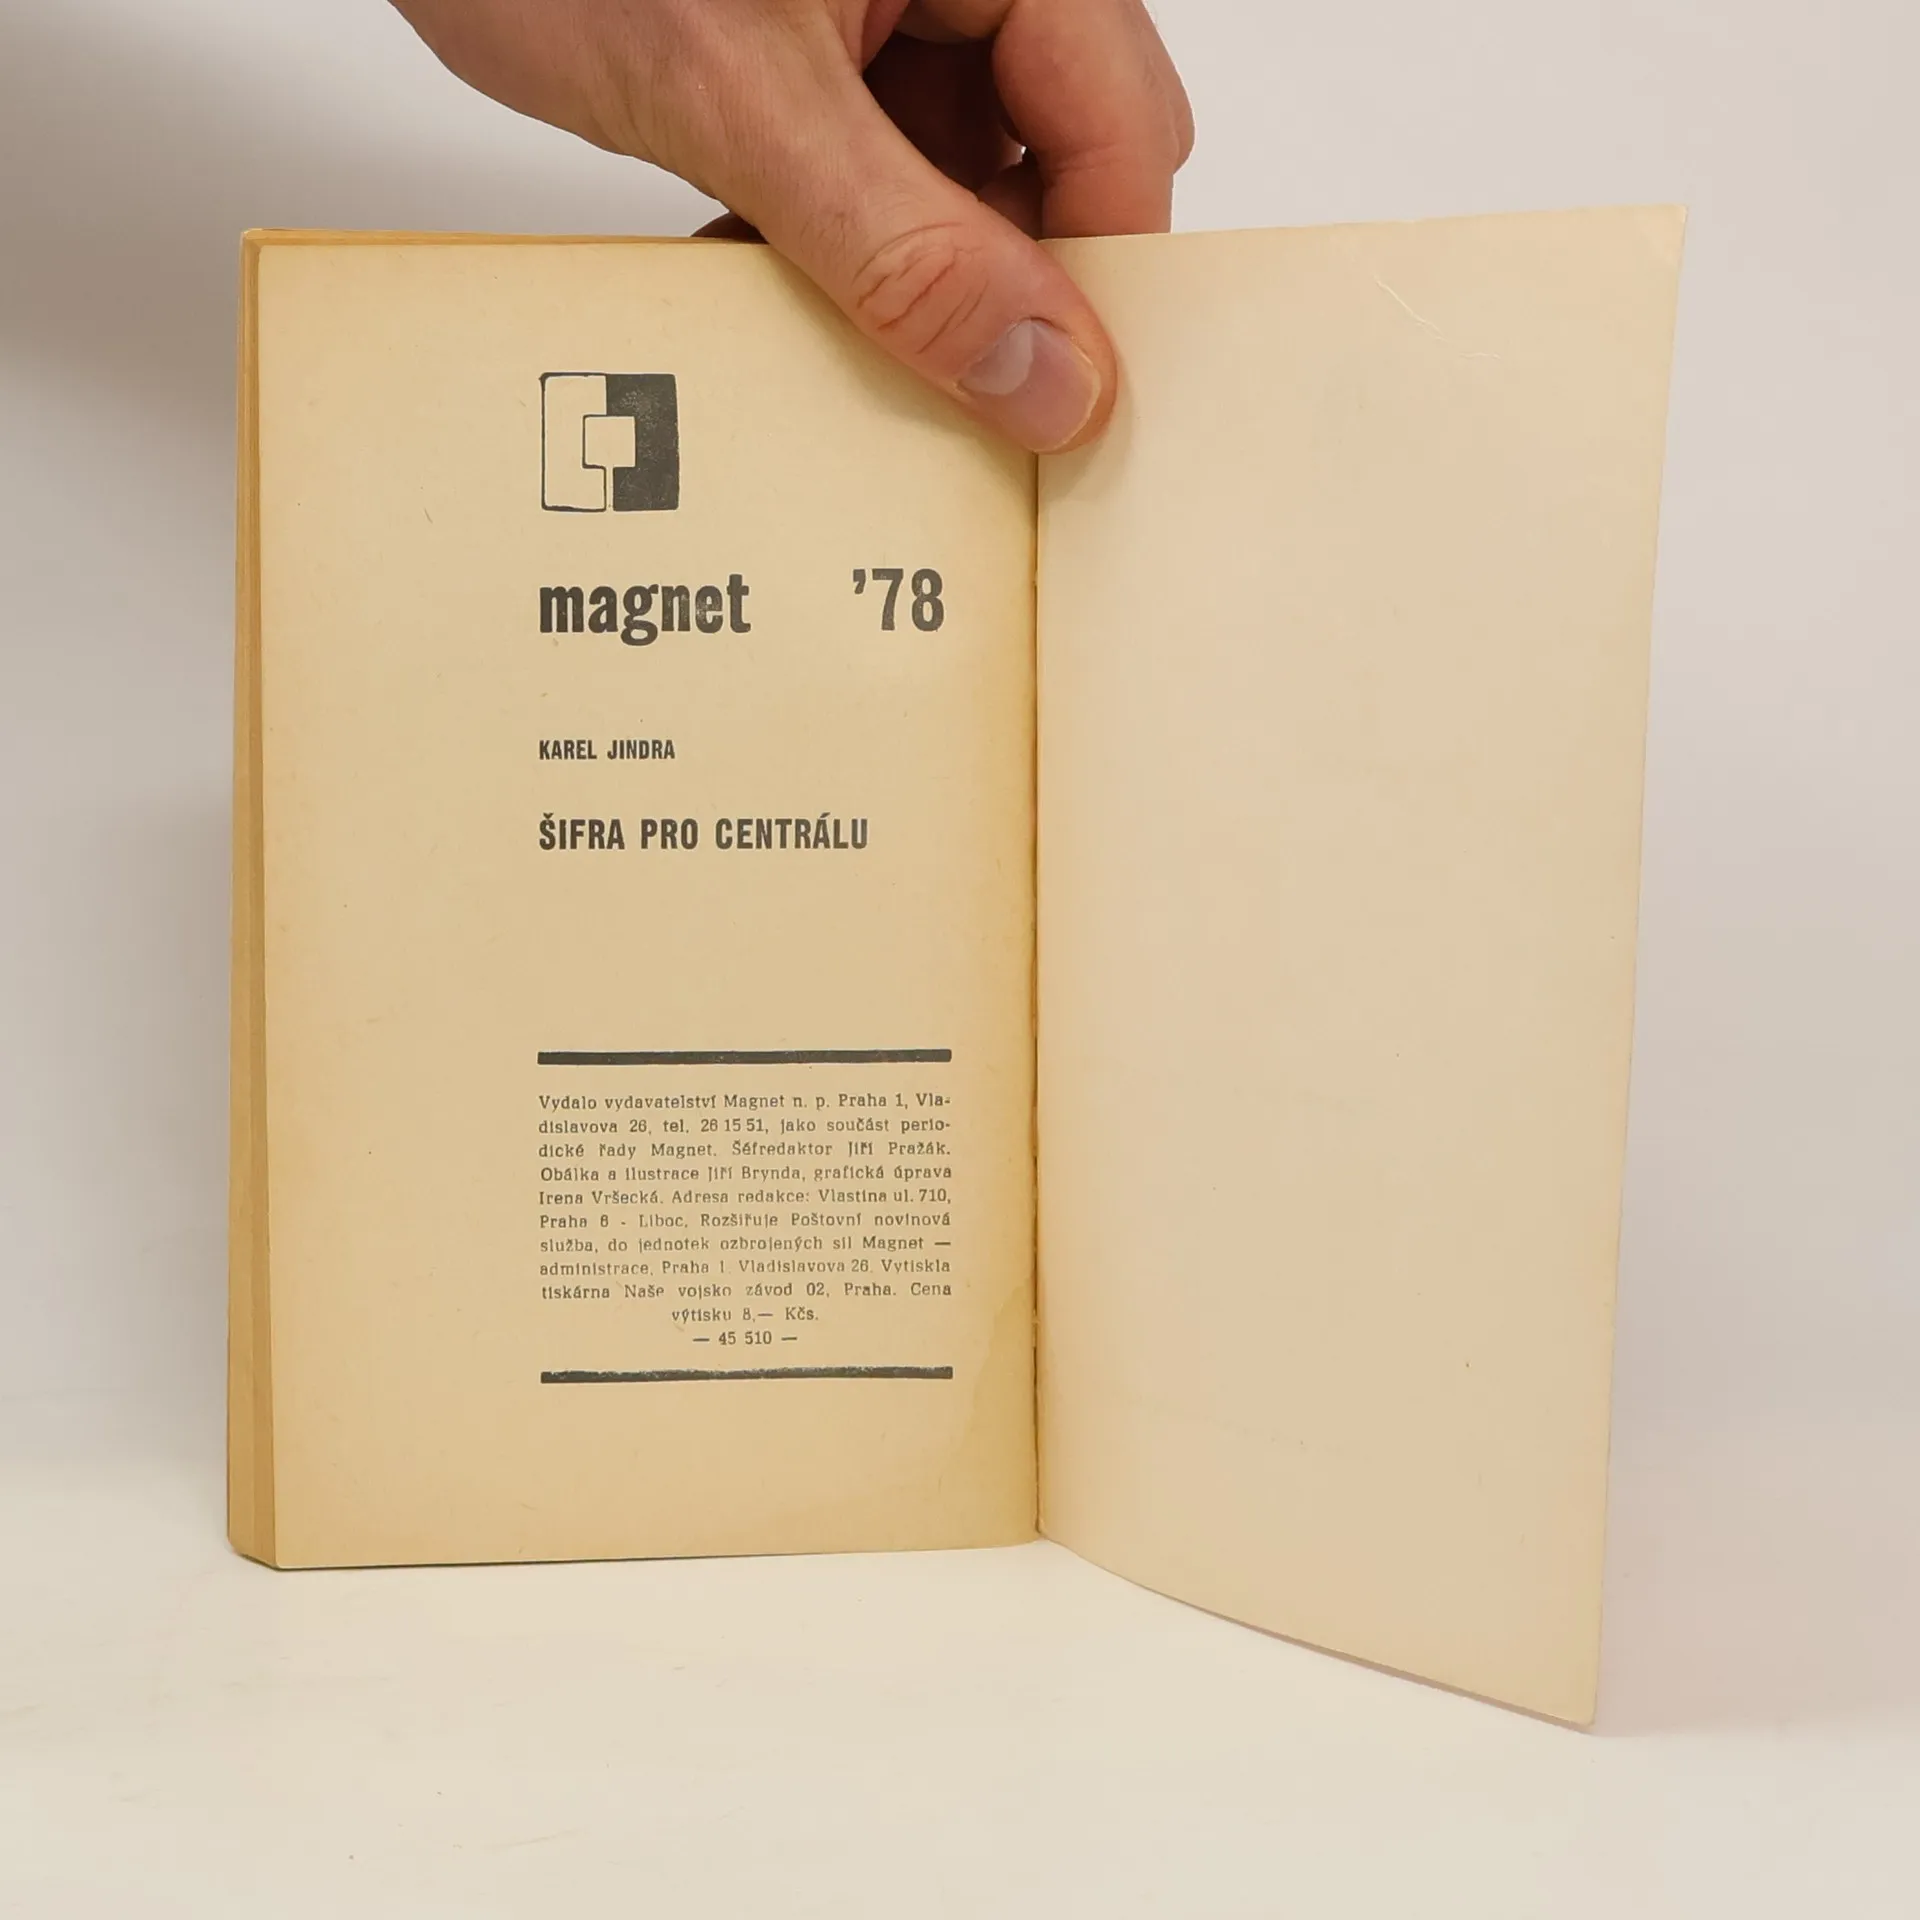 magnet '78
KAREL JINDRA
ŠIFRA PRO CENTRÁLU
Vydalo vydavatelství Magnet n. p. Praha 1, Vla-
dislavova 26, tel. 26 15 51, jako součást perio-
dické řady Magnet. Šéfredaktor Jiří Pražák.
Obálka a ilustrace Jiří Brynda, grafická úprava
Irena Vršecká. Adresa redakce: Vlastina ul. 710,
Praha 6 - Liboc. Rozšiřuje Poštovní novinová
služba, do jednotek ozbrojených sil Magnet —
administrace, Praha 1, Vladislavova 26. Vytiskla
tiskárna Naše vojsko závod 02, Praha. Cena
výtisku 8,— Kčs.
— 45 510 —